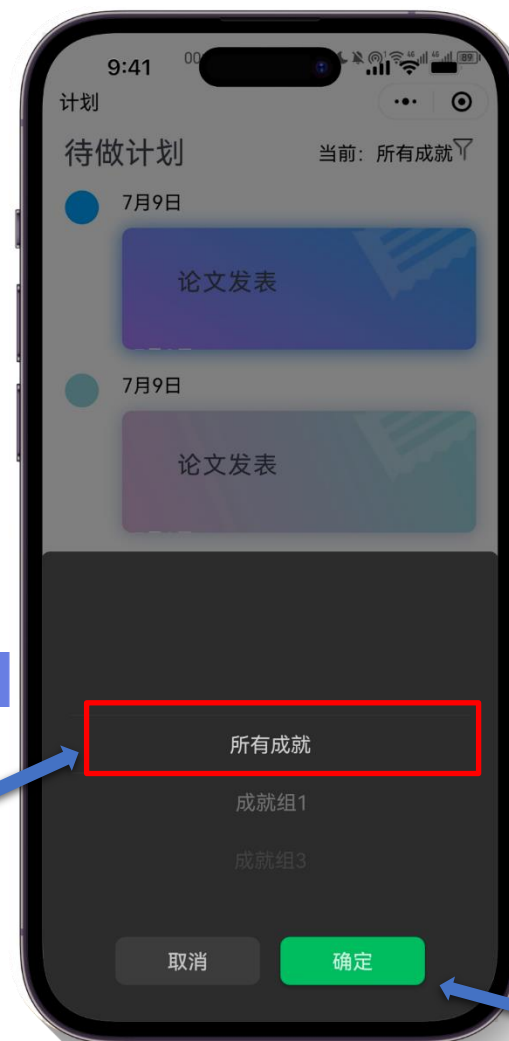 9:41
计划
待做计划
当前：所有成就
7月9日
论文发表
7月9日
论文发表
所有成就
成就组1
成就组3
取消
确定